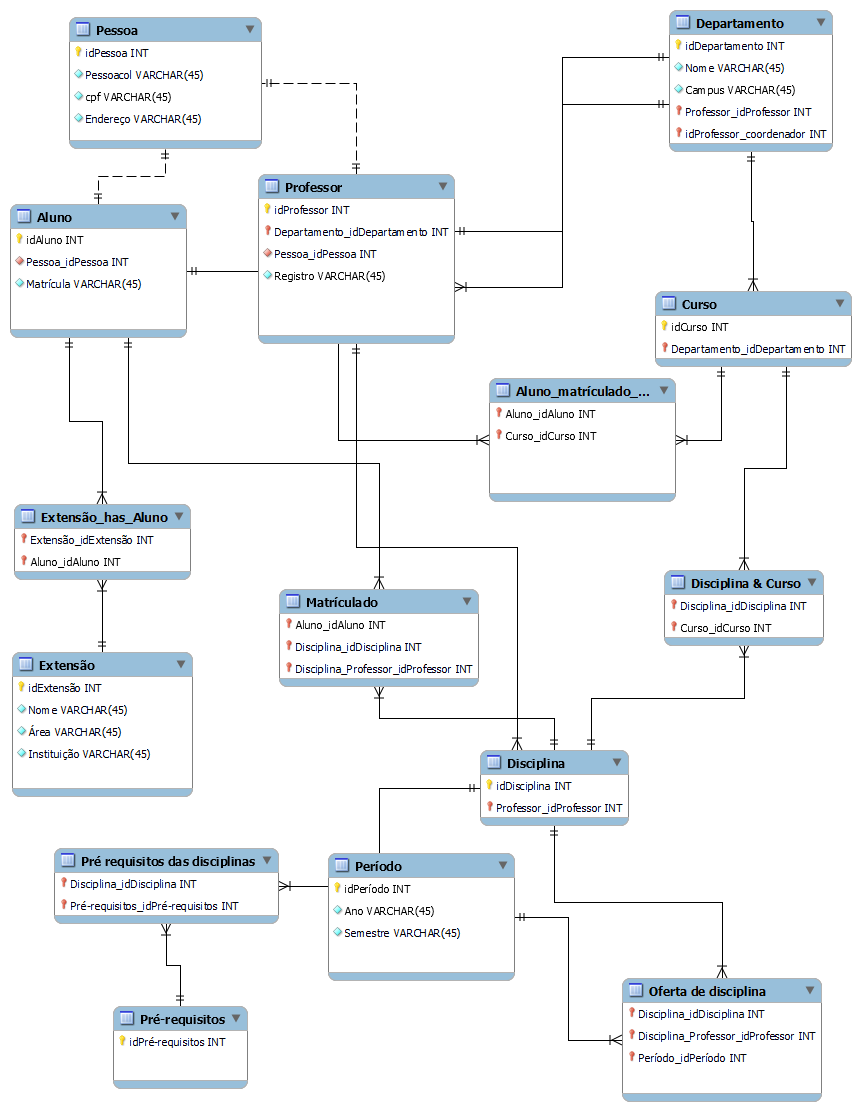 Pessoa
idPessoa INT
Pessoacol VARCHAR(45)
cpf VARCHAR(45)
Endereço VARCHAR(45)
Departamento
idDepartamento INT
Nome VARCHAR(45)
Campus VARCHAR(45)
Professor_idProfessor INT
idProfessor_coordenador INT
Professor
idProfessor INT
Departamento_idDepartamento INT
Pessoa_idPessoa INT
Registro VARCHAR(45)
Aluno
idAluno INT
Pessoa_idPessoa INT
Matrícula VARCHAR(45)
Curso
idCurso INT
Departamento_idDepartamento INT
Aluno_matrículado_...
Aluno_idAluno INT
Curso_idCurso INT
Extensão_has_Aluno
Extensão_idExtensão INT
Aluno_idAluno INT
Disciplina & Curso
Disciplina_idDisciplina INT
Curso_idCurso INT
Matrículado
Aluno_idAluno INT
Disciplina_idDisciplina INT
Disciplina_Professor_idProfessor INT
Extensão
idExtensão INT
Nome VARCHAR(45)
Área VARCHAR(45)
Instituição VARCHAR(45)
Disciplina
idDisciplina INT
Professor_idProfessor INT
Pré requisitos das disciplinas
Disciplina_idDisciplina INT
Pré-requisitos_idPré-requisitos INT
Período
idPeríodo INT
Ano VARCHAR(45)
Semestre VARCHAR(45)
Oferta de disciplina
Disciplina_idDisciplina INT
Disciplina_Professor_idProfessor INT
Período_idPeríodo INT
Pré-requisitos
idPré-requisitos INT